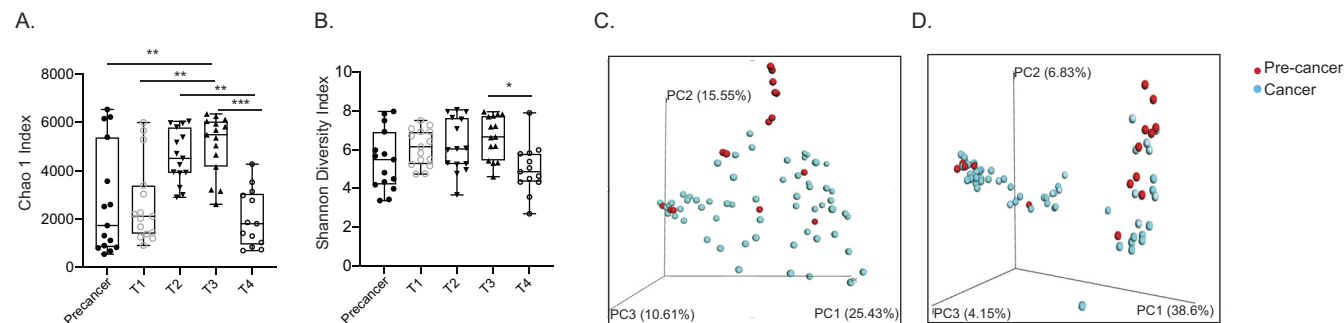 A.
B.
C.
D.
**
**
**
***
8000
6000
4000
2000
0
Chao 1 Index
Precancer
T1
T2
T3
T4
*
10
8
6
4
2
0
Shannon Diversity Index
Precancer
T1
T2
T3
T4
PC2 (15.55%)
PC3 (10.61%)
PC1 (25.43%)
PC2 (6.83%)
PC3 (4.15%)
PC1 (38.6%)
Pre-cancer
Cancer